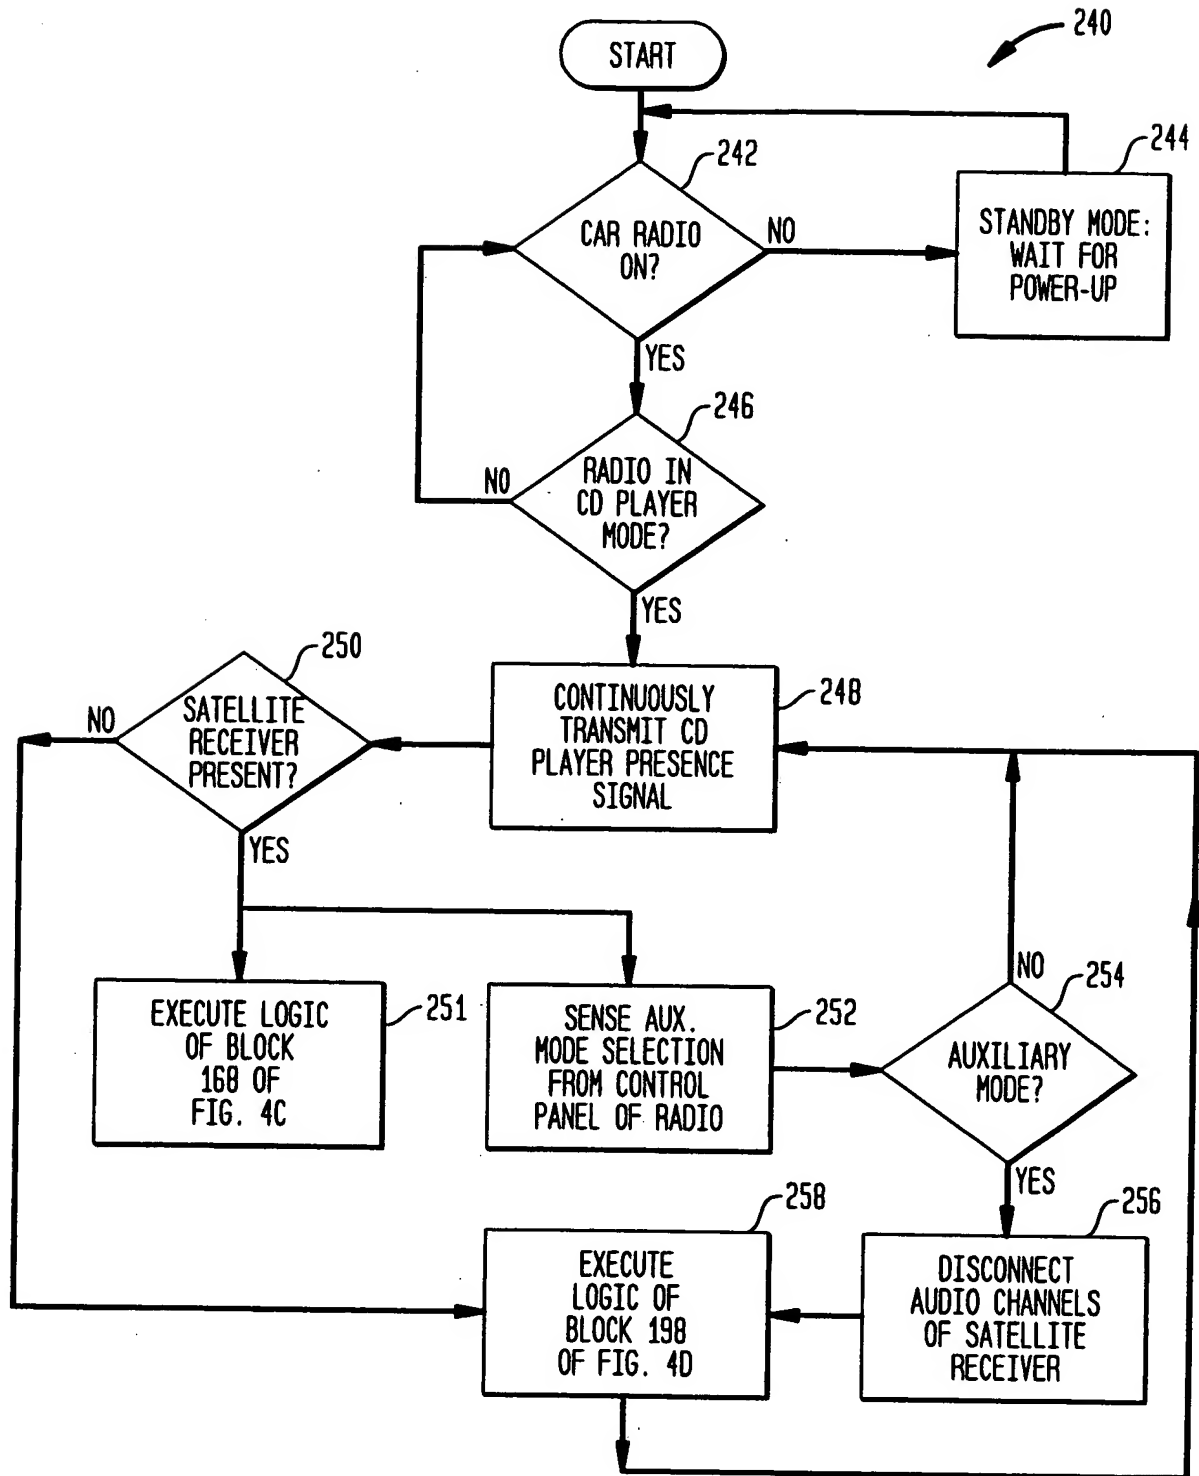 240
START
242
244
CAR RADIO
ON?
NO
STANDBY MODE:
WAIT FOR
POWER-UP
YES
246
RADIO IN
CD PLAYER
MODE?
NO
YES
250
SATELLITE
RECEIVER
PRESENT?
NO
YES
CONTINUOUSLY
TRANSMIT CD
PLAYER PRESENCE
SIGNAL
248
EXECUTE LOGIC
OF BLOCK
168 OF
FIG. 4C
251
SENSE AUX.
MODE SELECTION
FROM CONTROL
PANEL OF RADIO
252
NO
254
AUXILIARY
MODE?
YES
258
256
EXECUTE
LOGIC OF
BLOCK 198
OF FIG. 4D
DISCONNECT
AUDIO CHANNELS
OF SATELLITE
RECEIVER